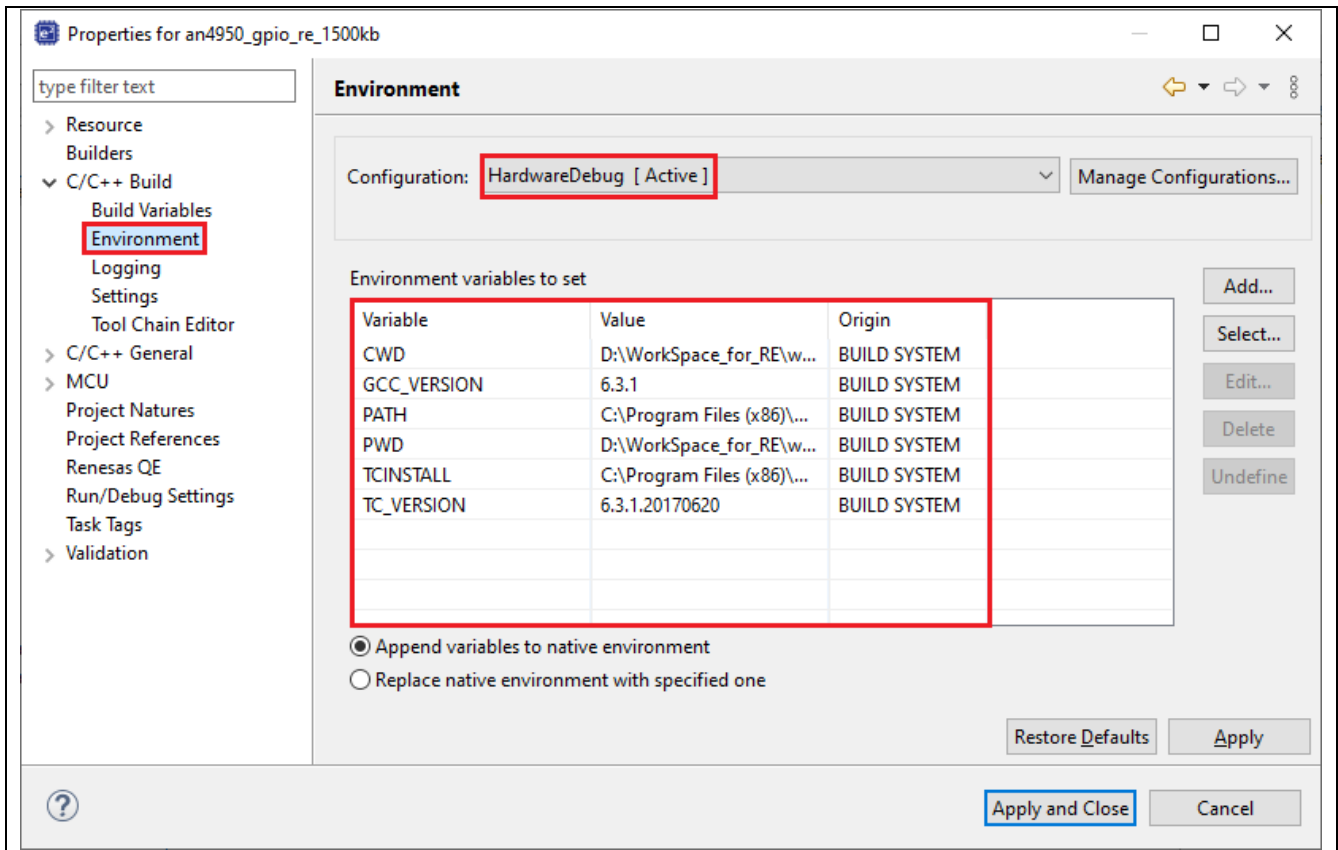 Properties for an4950_gpio_re_1500kb
type filter text
Resource
Builders
C/C++ Build
Build Variables
Environment
Logging
Settings
Tool Chain Editor
C/C++ General
MCU
Project Natures
Project References
Renesas QE
Run/Debug Settings
Task Tags
Validation
Environment
Configuration: HardwareDebug [ Active ] Manage Configurations...
Environment variables to set
Variable Value Origin
CWD D:\WorkSpace_for_RE\w... BUILD SYSTEM
GCC_VERSION 6.3.1 BUILD SYSTEM
PATH C:\Program Files (x86)\... BUILD SYSTEM
PWD D:\WorkSpace_for_RE\w... BUILD SYSTEM
TCINSTALL C:\Program Files (x86)\... BUILD SYSTEM
TC_VERSION 6.3.1.20170620 BUILD SYSTEM
Add...
Select...
Edit...
Delete
Undefine
Append variables to native environment
Replace native environment with specified one
Restore Defaults Apply
Apply and Close Cancel